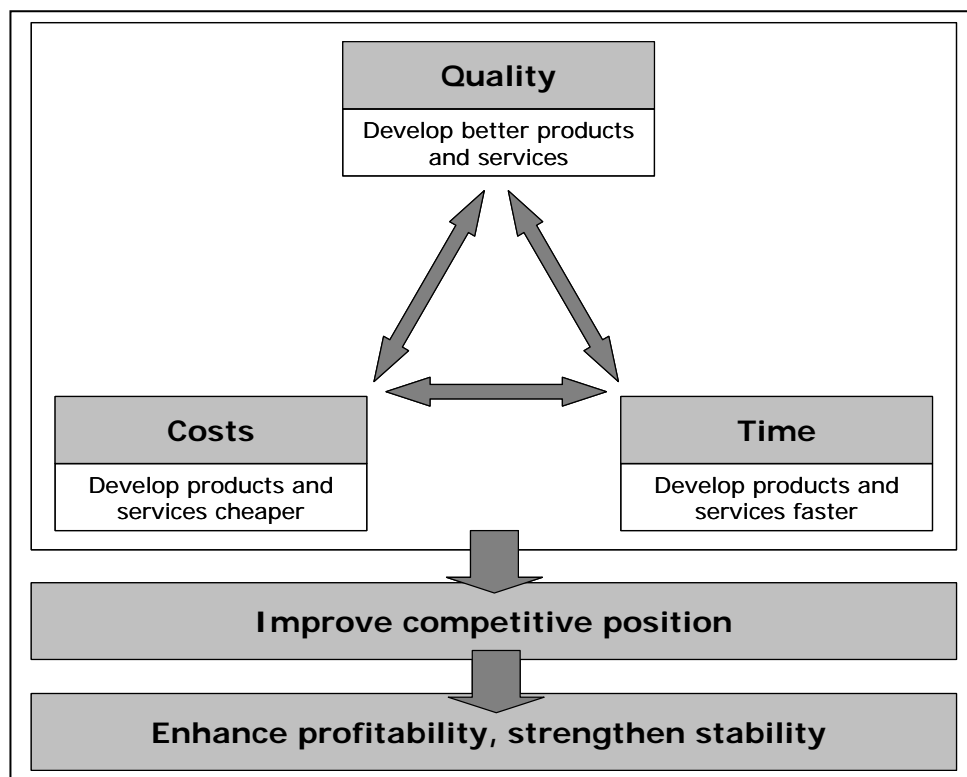 Quality
Develop better products
and services
Costs
Develop products and
services cheaper
Time
Develop products and
services faster
Improve competitive position
Enhance profitability, strengthen stability